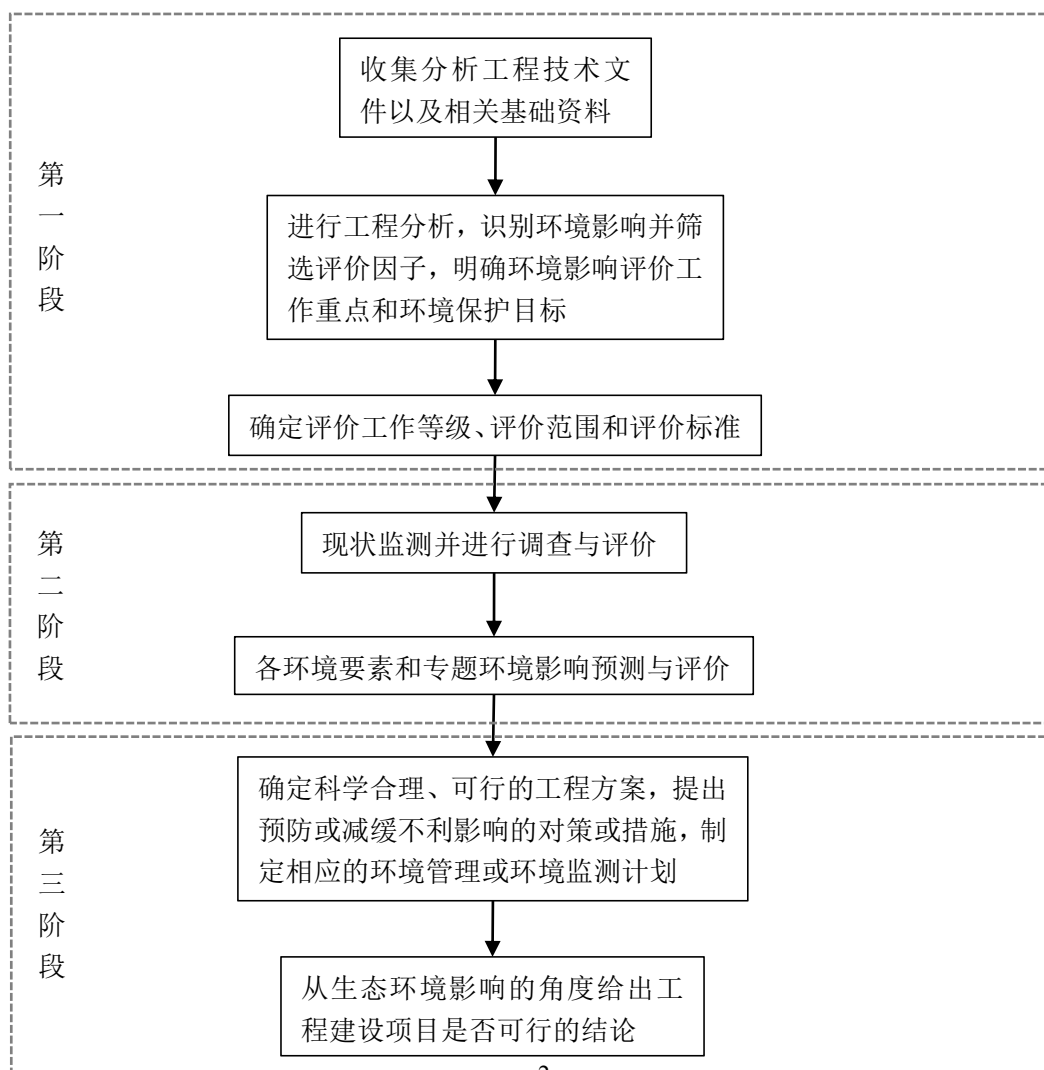 收集分析工程技术文
件以及相关基础资料
第一阶段
进行工程分析，识别环境影响并筛
选评价因子，明确环境影响评价工
作重点和环境保护目标
确定评价工作等级、评价范围和评价标准
第二阶段
现状监测并进行调查与评价
各环境要素和专题环境影响预测与评价
第三阶段
确定科学合理、可行的工程方案，提出
预防或减缓不利影响的对策或措施，制
定相应的环境管理或环境监测计划
从生态环境影响的角度给出工
程建设项目是否可行的结论